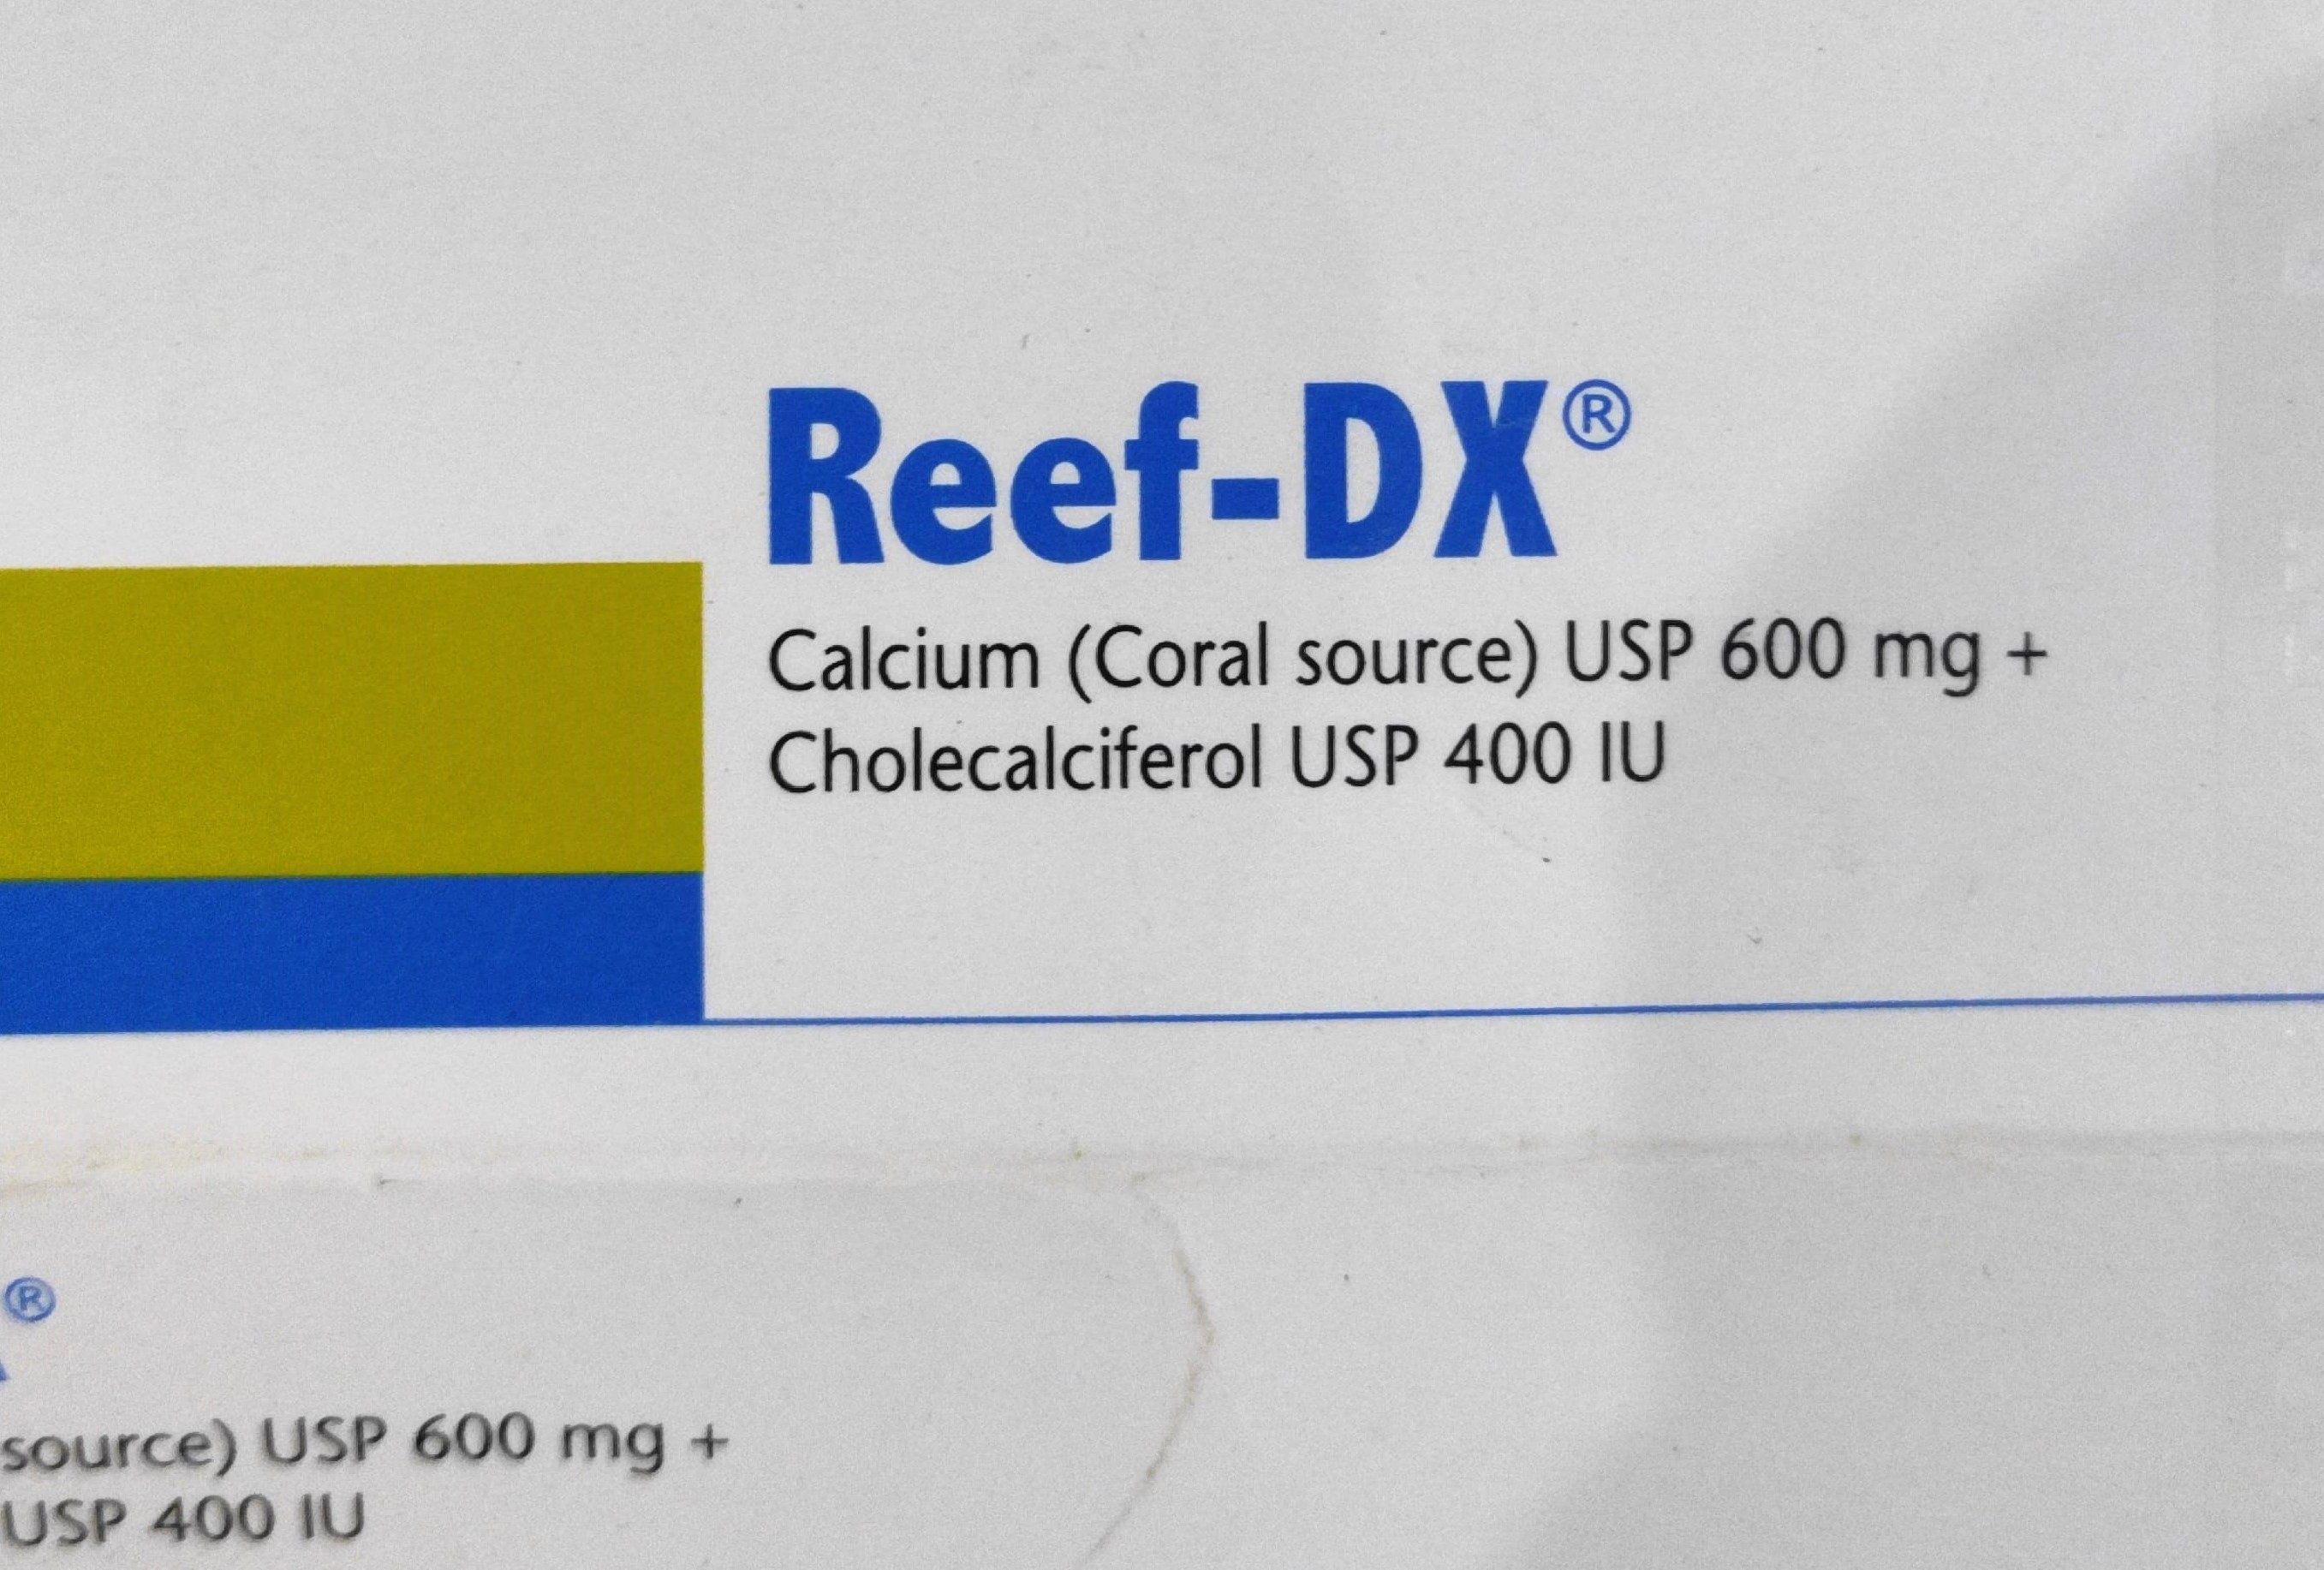 Reef-DX®
Calcium (Coral source) USP 600 mg +
Cholecalciferol USP 400 IU
®
source) USP 600 mg +
USP 400 IU